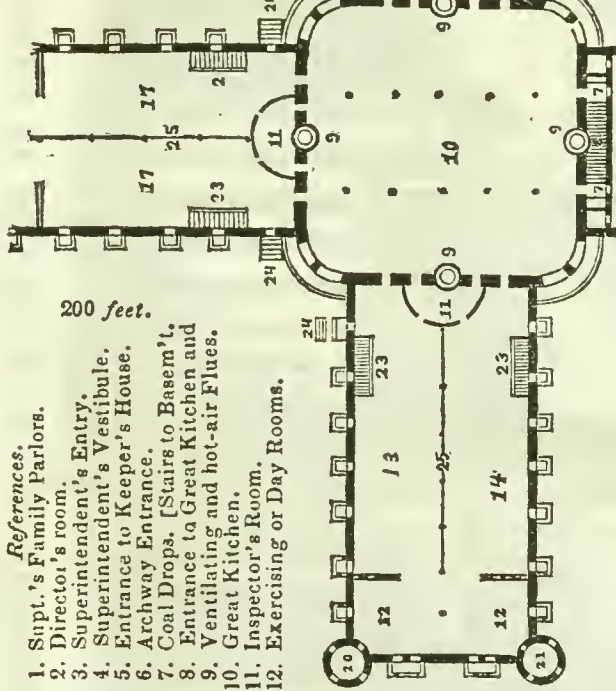 200 feet.
References.
1. Supt.'s Family Parlors.
2. Director's room.
3. Superintendent's Entry.
4. Superintendent's Vestibule.
5. Entrance to Keeper's House.
6. Archway Entrance.
7. Coal Drops. [Stairs to Basem't.
8. Entrance to Great Kitchen and
9. Ventilating and hot-air Flues.
10. Great Kitchen.
11. Inspector's Room.
12. Exercising or Day Rooms.
9
17
2
25
11
9
17
23
24
10
7
9
7
9
11
24
23
23
13
25
14
12
12
20
21